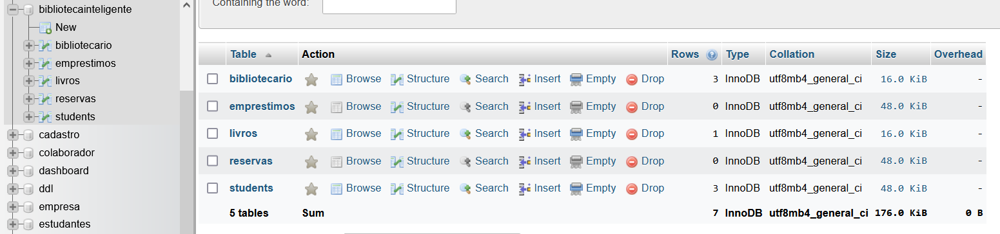 bibliotecainteligente
New
bibliotecario
emprestimos
livros
reservas
students
cadastro
colaborador
dashboard
ddl
empresa
estudantes
Containing the word:
Table Action Rows Type Collation Size Overhead
bibliotecario Browse Structure Search Insert Empty Drop 3 InnoDB utf8mb4_general_ci 16.0 KiB -
emprestimos Browse Structure Search Insert Empty Drop 0 InnoDB utf8mb4_general_ci 48.0 KiB -
livros Browse Structure Search Insert Empty Drop 1 InnoDB utf8mb4_general_ci 16.0 KiB -
reservas Browse Structure Search Insert Empty Drop 0 InnoDB utf8mb4_general_ci 48.0 KiB -
students Browse Structure Search Insert Empty Drop 3 InnoDB utf8mb4_general_ci 48.0 KiB -
5 tables Sum 7 InnoDB utf8mb4_general_ci 176.0 KiB 0 B